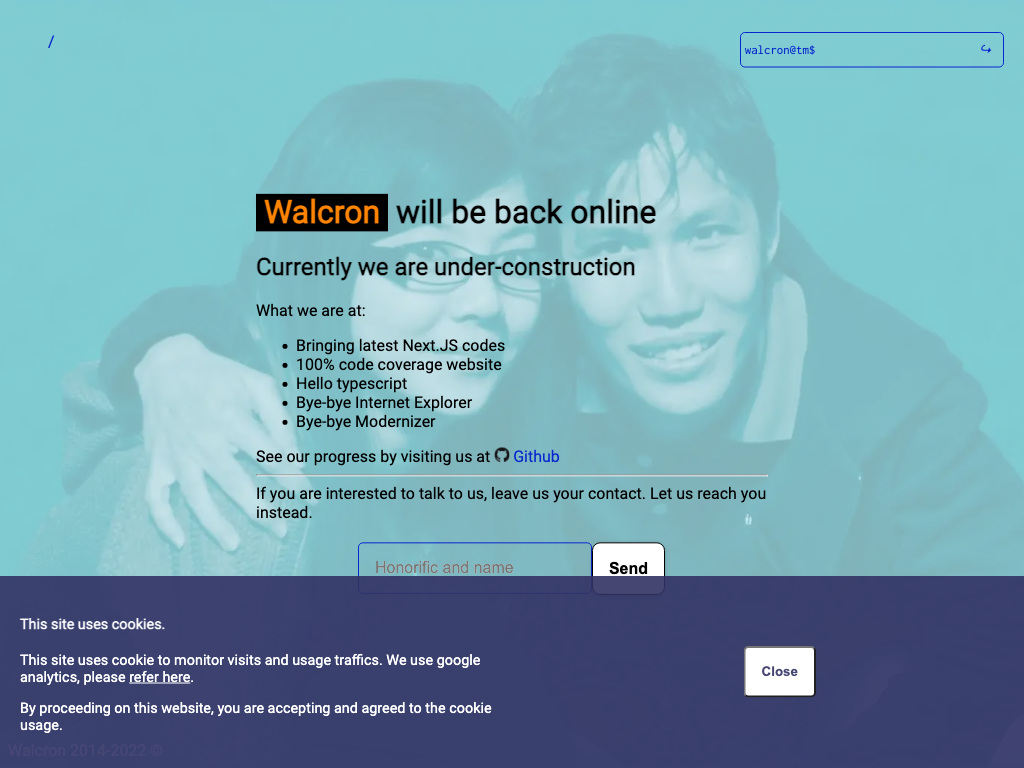 /
walcron@tm$ ↪
Walcron will be back online
Currently we are under-construction
What we are at:
• Bringing latest Next.JS codes
• 100% code coverage website
• Hello typescript
• Bye-bye Internet Explorer
• Bye-bye Modernizer
See our progress by visiting us at Github
If you are interested to talk to us, leave us your contact. Let us reach you
instead.
Honorific and name
Send
This site uses cookies.
This site uses cookie to monitor visits and usage traffics. We use google
analytics, please refer here.
Close
By proceeding on this website, you are accepting and agreed to the cookie
usage.
Walcron 2014-2022 ©